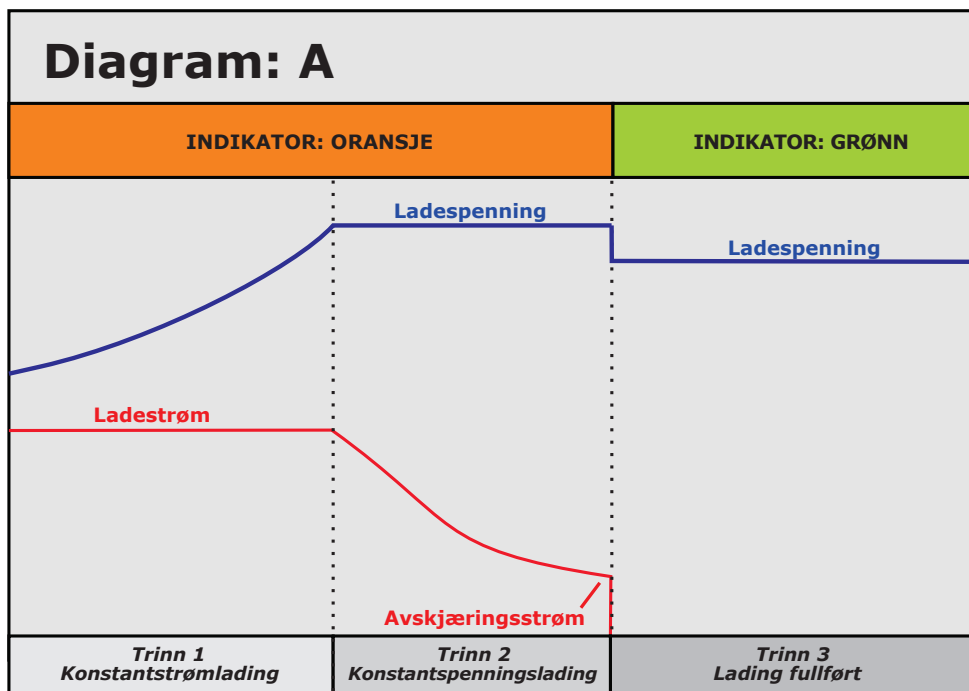 Diagram: A
INDIKATOR: ORANSJE
INDIKATOR: GRØNN
Ladespenning
Ladespenning
Ladestrøm
Avskjæringsstrøm
Trinn 1
Konstantstrømlading
Trinn 2
Konstantspenningslading
Trinn 3
Lading fullført